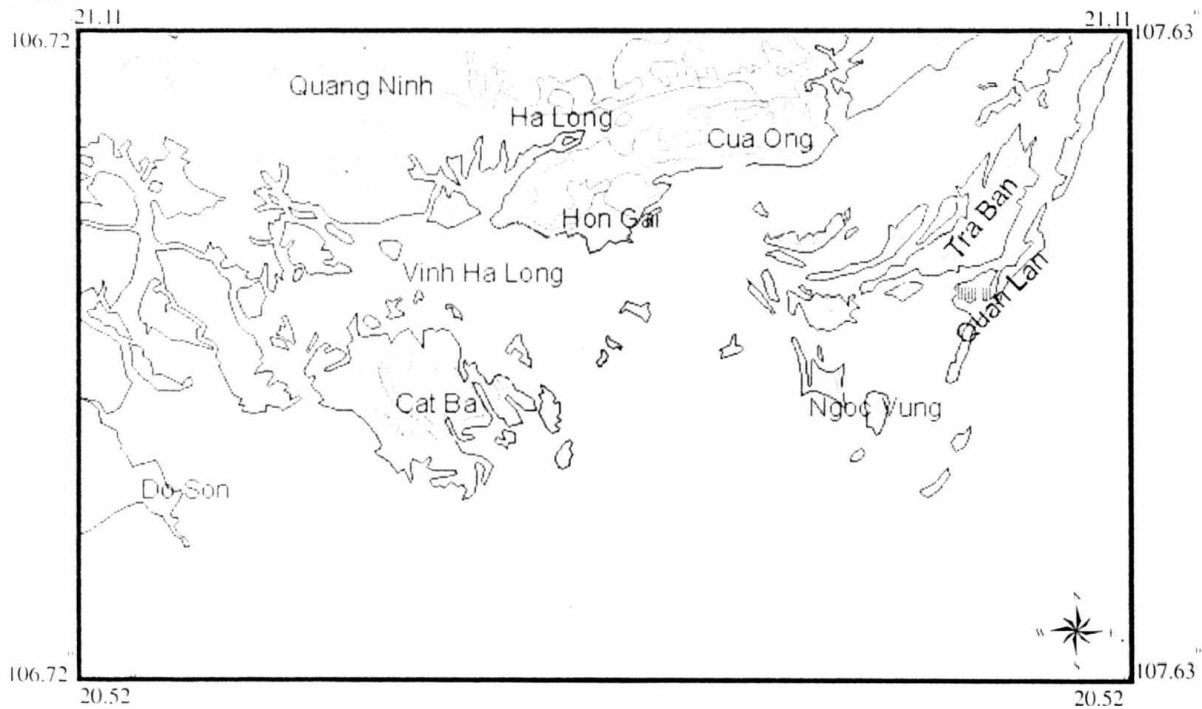 21.11
21.11
106.72
107.63
Quang Ninh
Ha Long
Cua Ong
Tra Ban
Hon Gai
Vinh Ha Long
Quan Lan
Cat Ba
Ngoc Vung
Do Son
N
W
E
S
106.72
107.63
20.52
20.52